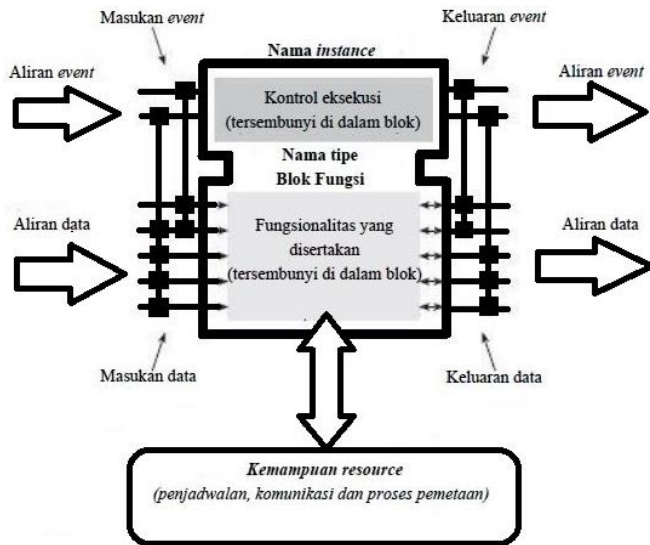 Masukan event
Keluaran event
Nama instance
Aliran event
Aliran event
Kontrol eksekusi
(tersembunyi di dalam blok)
Nama tipe
Blok Fungsi
Aliran data
Fungsionalitas yang
disertakan
(tersembunyi di dalam blok)
Aliran data
Masukan data
Keluaran data
Kemampuan resource
(penjadwalan, komunikasi dan proses pemetaan)